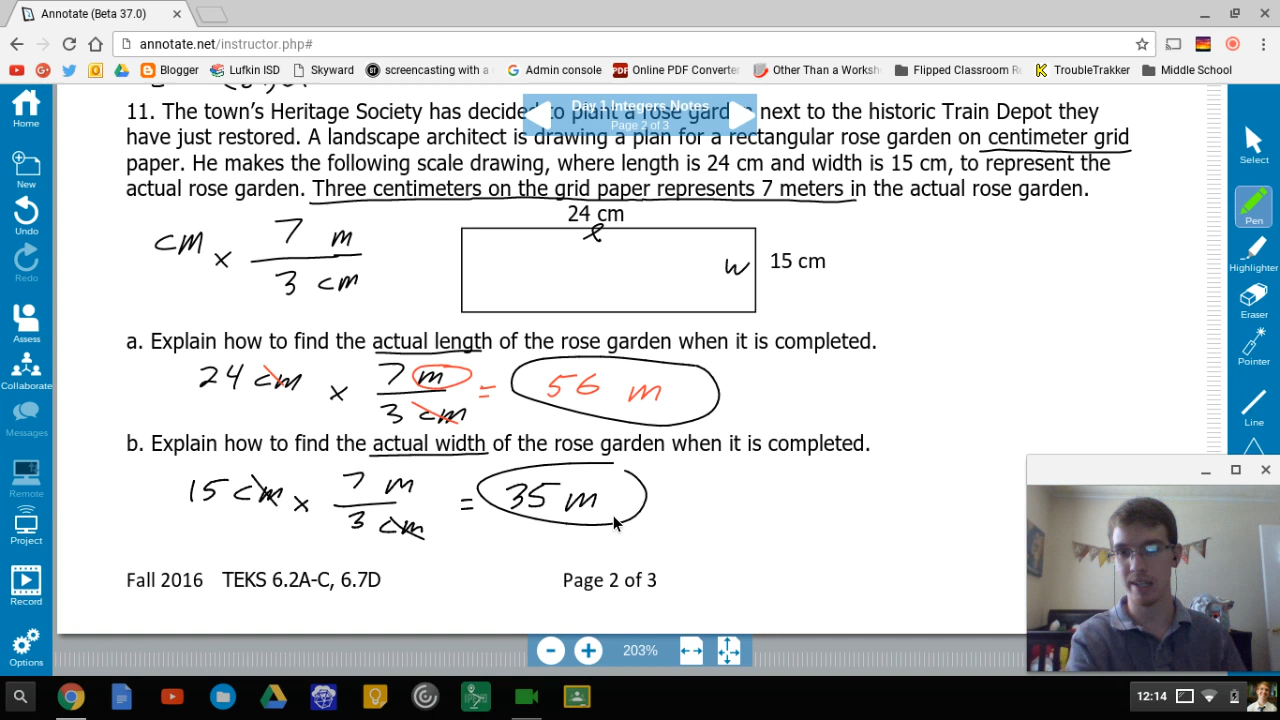 Annotate (Beta 37.0)
annotate.net/instructor.php#
Blogger
Lufkin ISD
Skyward
screencasting with a
Admin console
PDF Online PDF Converter
Other Than a Worksh
Flipped Classroom R
TroubleTrakker
Middle School
Home
New
Undo
Redo
Assess
Collaborate
Messages
Remote
Project
Record
Options
Day 1 Integers Notes
Page 2 of 3
11. The town's Heritage Society has decided to plant a rose garden next to the historic Train Depot they
have just restored. A landscape architect is drawing a plan for a rectangular rose garden on centimeter grid
paper. He makes the following scale drawing, where length is 24 cm and width is 15 cm, to represent the
actual rose garden. Three centimeters on the grid paper represents 7 meters in the actual rose garden.
24 cm
l
w 15 cm
cm × 7 m
3 cm
a. Explain how to find the actual length of the rose garden when it is completed.
24 cm × 7 m = 56 m
3 cm
b. Explain how to find the actual width of the rose garden when it is completed.
15 cm × 7 m = 35 m
3 cm
Fall 2016 TEKS 6.2A-C, 6.7D Page 2 of 3
203%
Select
Pen
Highlighter
Eraser
Pointer
Line
12:14